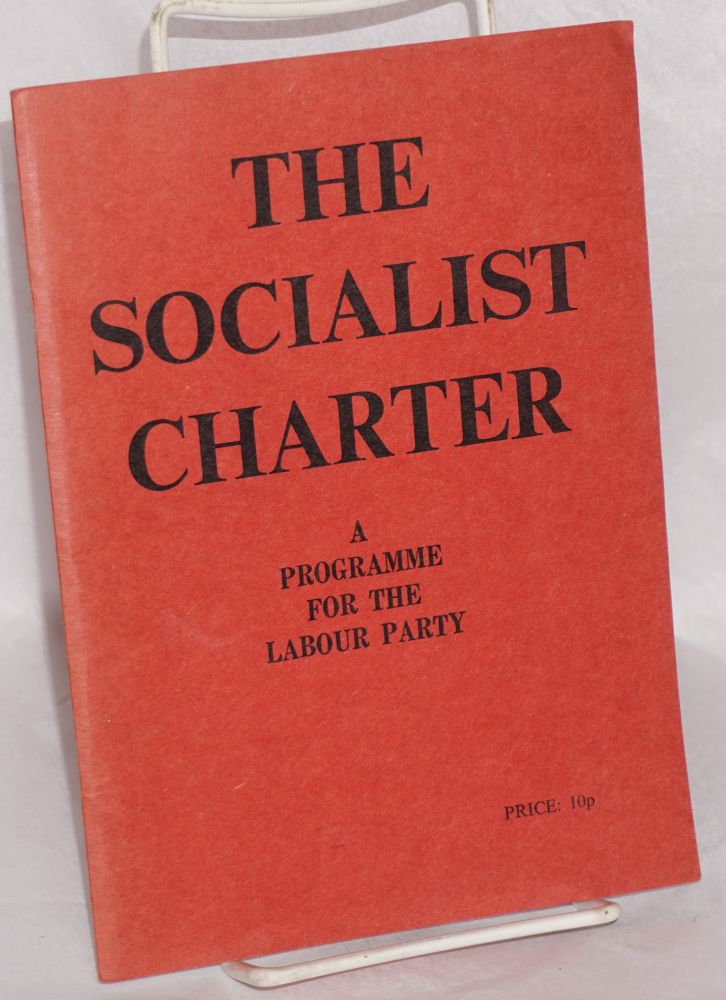 THE
SOCIALIST
CHARTER
A
PROGRAMME
FOR THE
LABOUR PARTY
PRICE: 10p